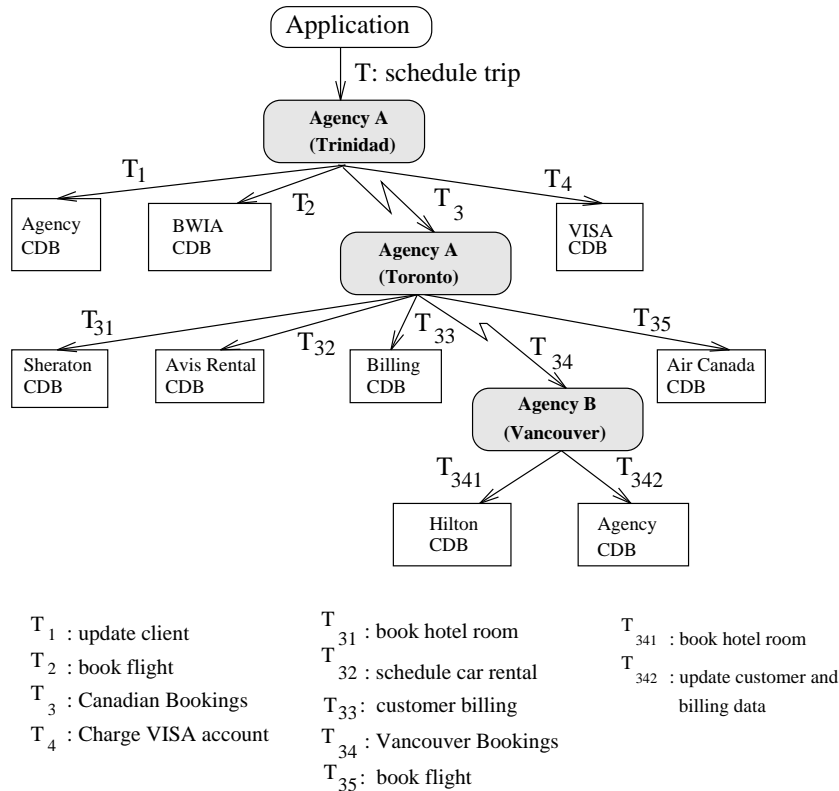 Application
T: schedule trip
Agency A
(Trinidad)
T1
T2
T3
T4
Agency
CDB
BWIA
CDB
VISA
CDB
Agency A
(Toronto)
T31
T32
T33
T34
T35
Sheraton
CDB
Avis Rental
CDB
Billing
CDB
Air Canada
CDB
Agency B
(Vancouver)
T341
T342
Hilton
CDB
Agency
CDB
T1 : update client
T2 : book flight
T3 : Canadian Bookings
T4 : Charge VISA account
T31 : book hotel room
T32 : schedule car rental
T33: customer billing
T34 : Vancouver Bookings
T35: book flight
T341 : book hotel room
T342 : update customer and
billing data